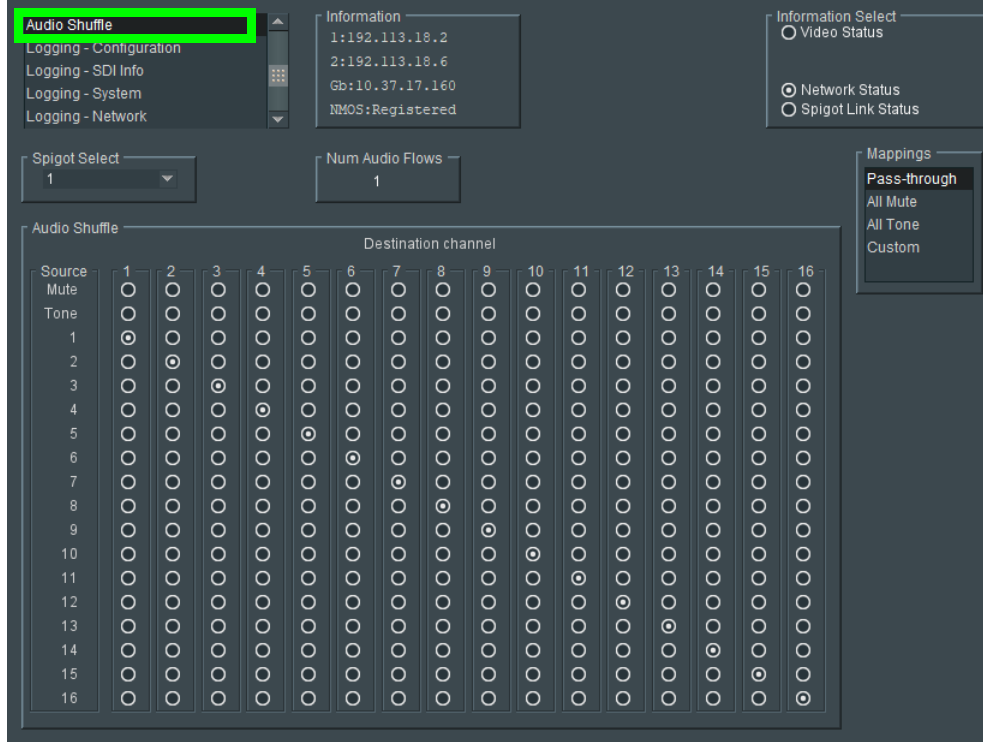 Audio Shuffle
Logging - Configuration
Logging - SDI Info
Logging - System
Logging - Network
Information
1:192.113.18.2
2:192.113.18.6
Gb:10.37.17.160
NMOS:Registered
Information Select
Video Status
Network Status
Spigot Link Status
Spigot Select
1
Num Audio Flows
1
Mappings
Pass-through
All Mute
All Tone
Custom
Audio Shuffle
Destination channel
Source 1 2 3 4 5 6 7 8 9 10 11 12 13 14 15 16
Mute
Tone
1
2
3
4
5
6
7
8
9
10
11
12
13
14
15
16